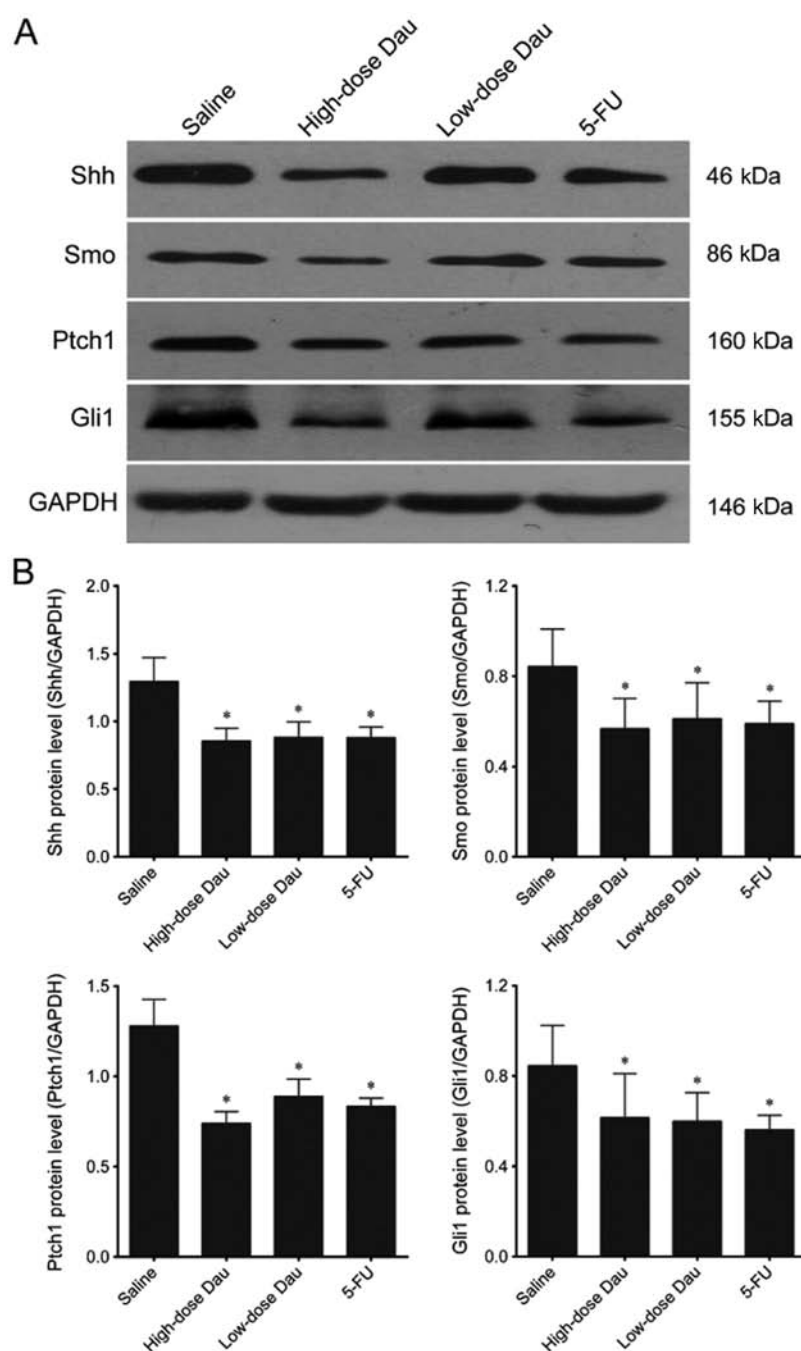 A
Saline
High-dose Dau
Low-dose Dau
5-FU
Shh
46 kDa
Smo
86 kDa
Ptch1
160 kDa
Gli1
155 kDa
GAPDH
146 kDa
B
Shh protein level (Shh/GAPDH)
2.0
1.5
1.0
0.5
0.0
*
*
*
Saline
High-dose Dau
Low-dose Dau
5-FU
Smo protein level (Smo/GAPDH)
1.2
0.8
0.4
0.0
*
*
*
Saline
High-dose Dau
Low-dose Dau
5-FU
Ptch1 protein level (Ptch1/GAPDH)
1.5
1.0
0.5
0.0
*
*
*
Saline
High-dose Dau
Low-dose Dau
5-FU
Gli1 protein level (Gli1/GAPDH)
1.2
0.8
0.4
0.0
*
*
*
Saline
High-dose Dau
Low-dose Dau
5-FU